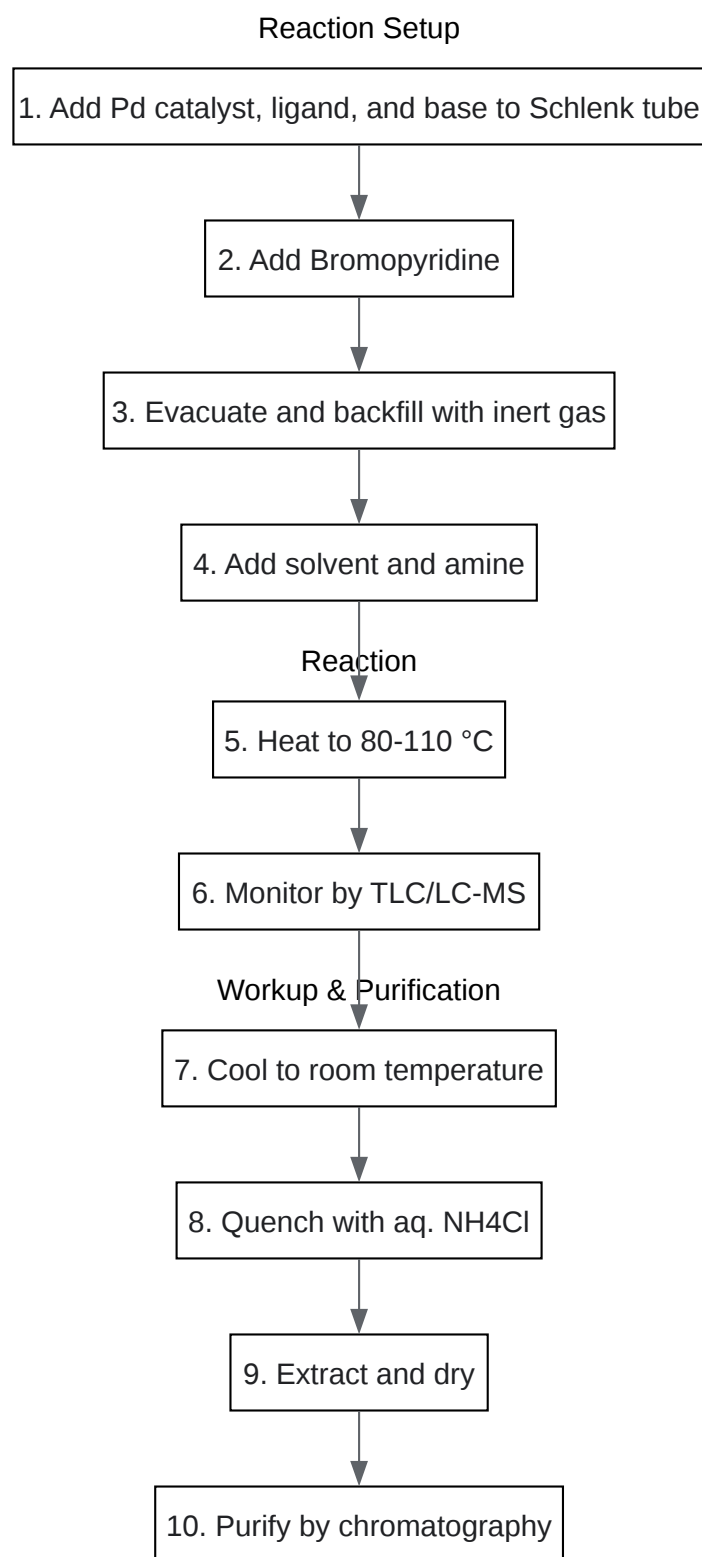 Reaction Setup
1. Add Pd catalyst, ligand, and base to Schlenk tube
2. Add Bromopyridine
3. Evacuate and backfill with inert gas
4. Add solvent and amine
Reaction
5. Heat to 80-110 °C
6. Monitor by TLC/LC-MS
Workup & Purification
7. Cool to room temperature
8. Quench with aq. NH4Cl
9. Extract and dry
10. Purify by chromatography